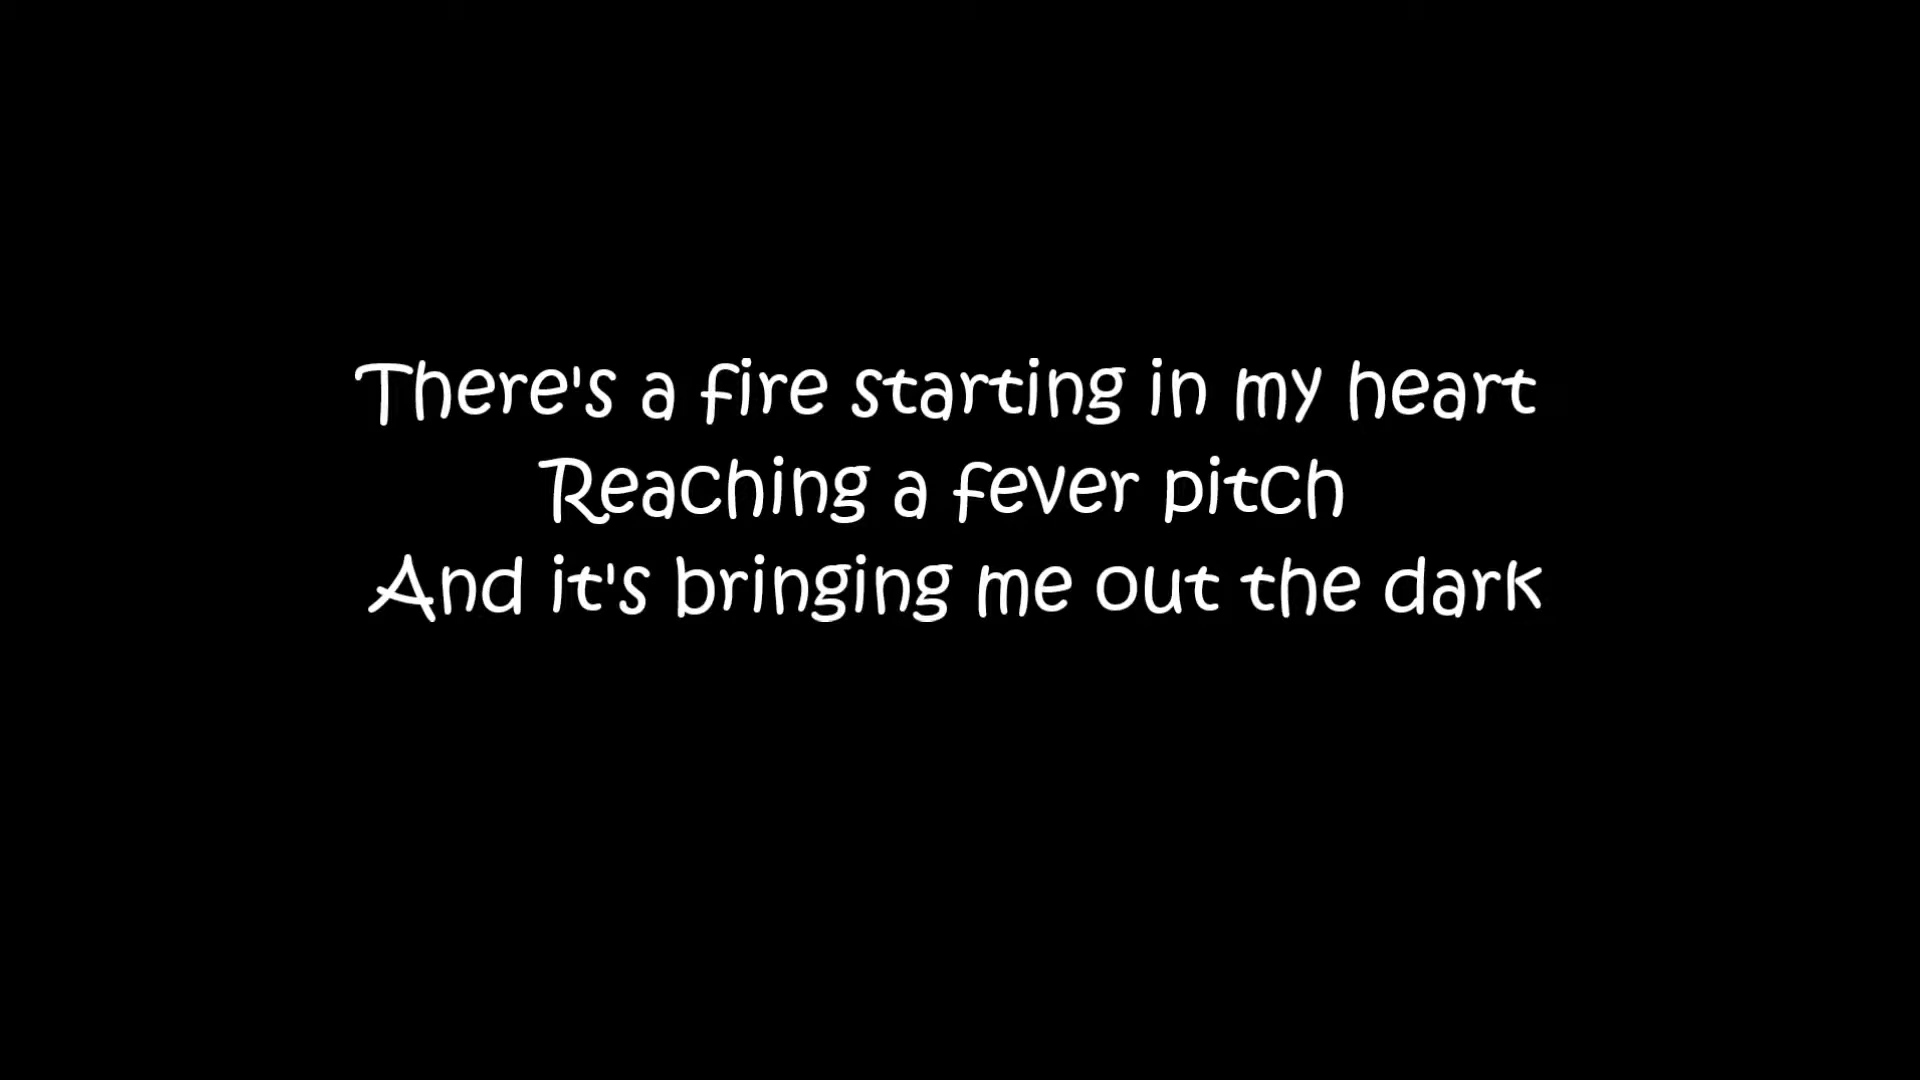 There's a fire starting in my heart
Reaching a fever pitch
And it's bringing me out the dark